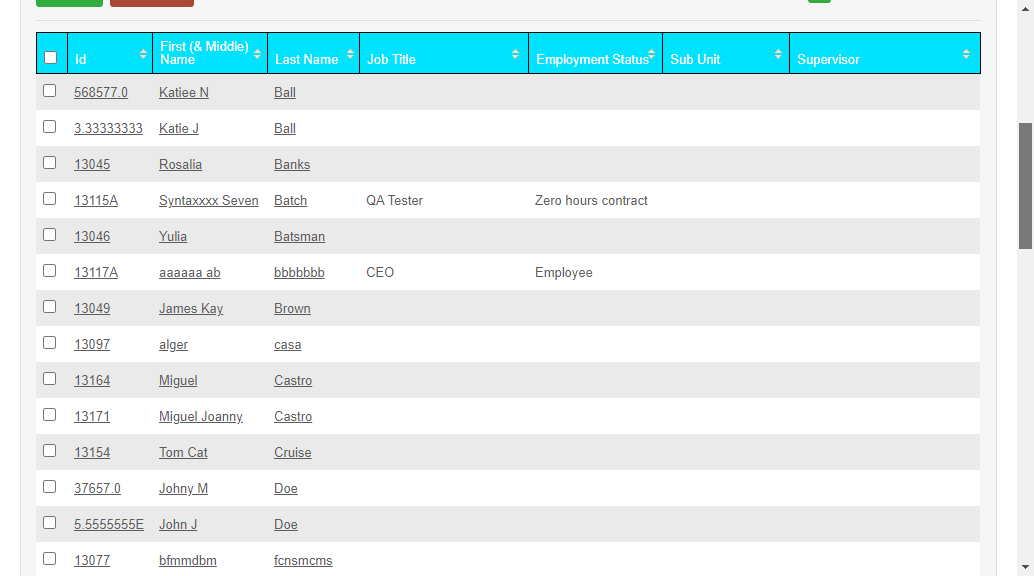 Id First (& Middle) Name Last Name Job Title Employment Status Sub Unit Supervisor
568577.0 Katiee N Ball
3.33333333 Katie J Ball
13045 Rosalia Banks
13115A Syntaxxxx Seven Batch QA Tester Zero hours contract
13046 Yulia Batsman
13117A aaaaaa ab bbbbbbb CEO Employee
13049 James Kay Brown
13097 alger casa
13164 Miguel Castro
13171 Miguel Joanny Castro
13154 Tom Cat Cruise
37657.0 Johny M Doe
5.5555555E John J Doe
13077 bfmmdbm fcnsmcms